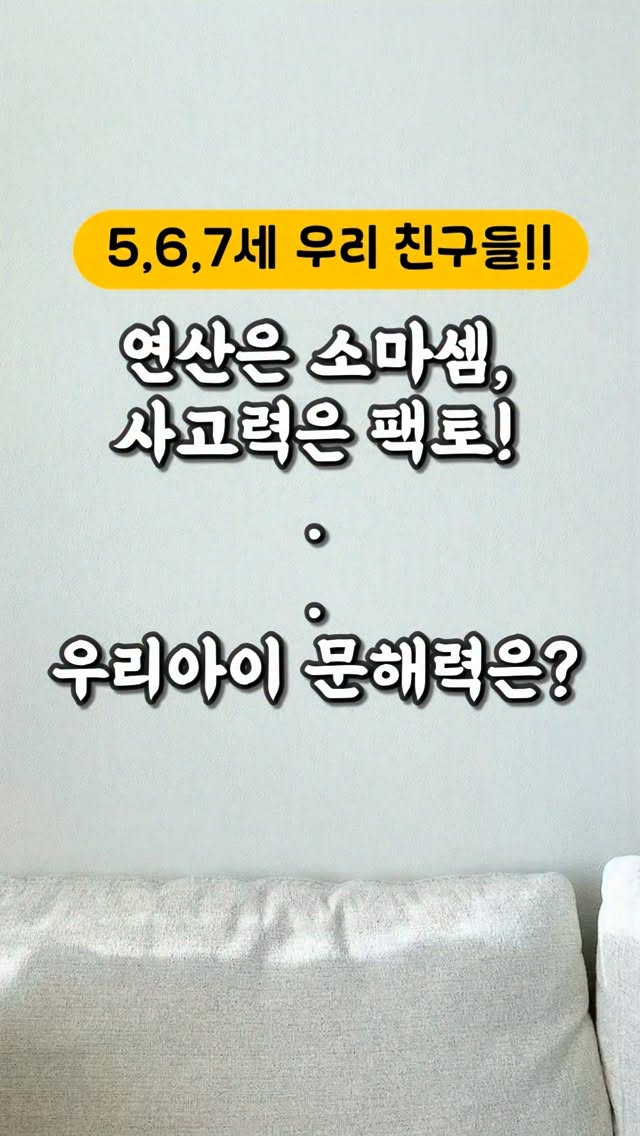 5,6,7세 우리 친구들!!
연산은 소마셈,
사고력은 팩토!
.
.
우리아이 문해력은?